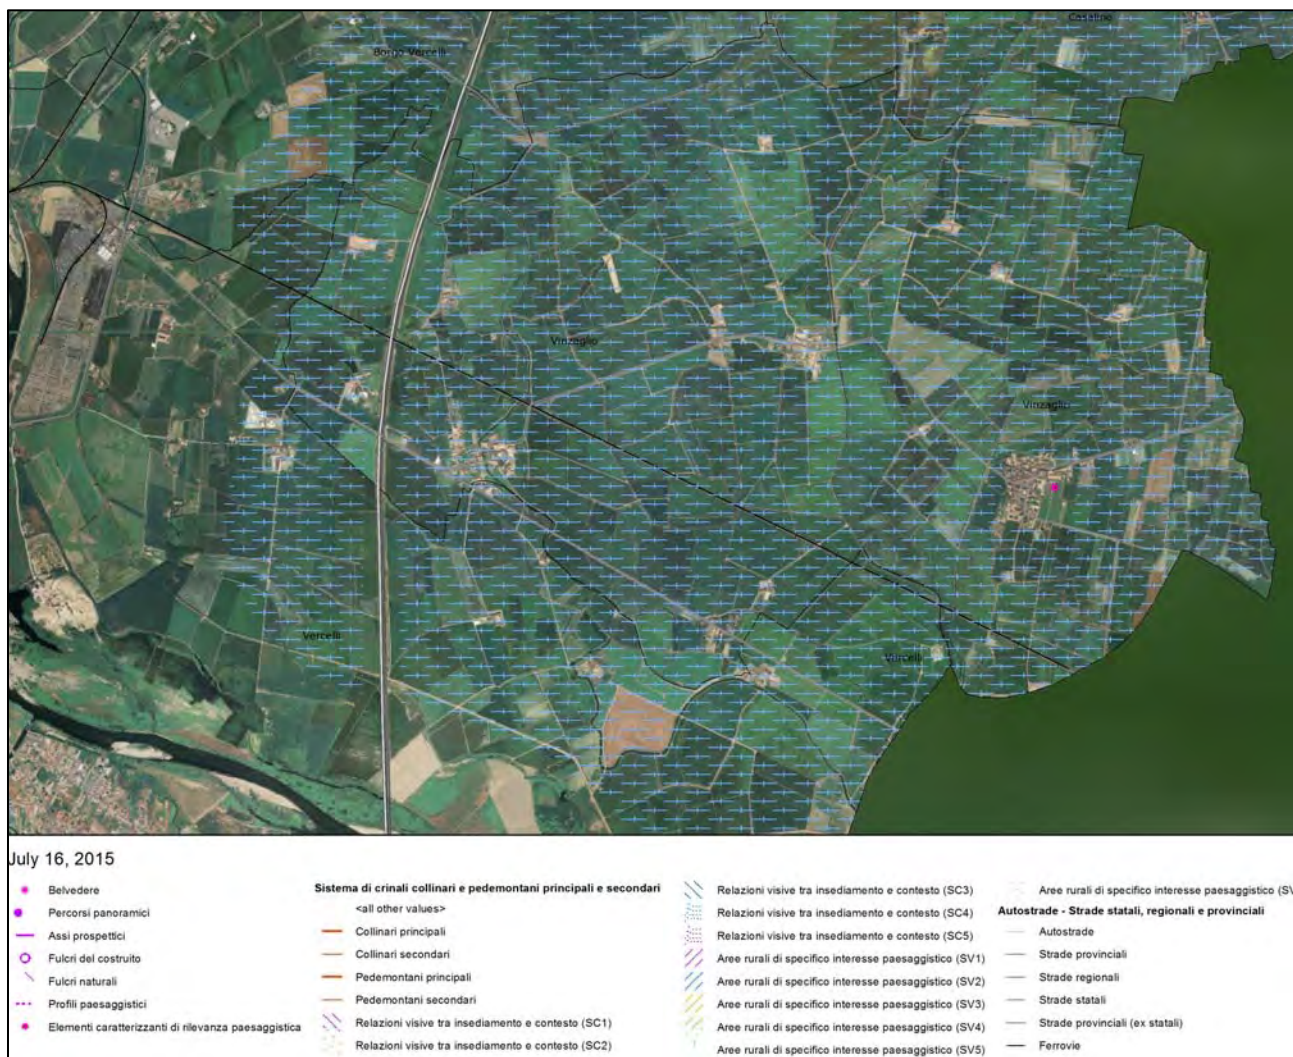 Casalino
Borgo Vercelli
Vinzaglio
Vinzaglio
Vercelli
Vercelli
July 16, 2015
Belvedere
Percorsi panoramici
Assi prospettici
Fulcri del costruito
Fulcri naturali
Profili paesaggistici
Elementi caratterizzanti di rilevanza paesaggistica
Sistema di crinali collinari e pedemontani principali e secondari
<all other values>
Collinari principali
Collinari secondari
Pedemontani principali
Pedemontani secondari
Relazioni visive tra insediamento e contesto (SC1)
Relazioni visive tra insediamento e contesto (SC2)
Relazioni visive tra insediamento e contesto (SC3)
Relazioni visive tra insediamento e contesto (SC4)
Relazioni visive tra insediamento e contesto (SC5)
Aree rurali di specifico interesse paesaggistico (SV1)
Aree rurali di specifico interesse paesaggistico (SV2)
Aree rurali di specifico interesse paesaggistico (SV3)
Aree rurali di specifico interesse paesaggistico (SV4)
Aree rurali di specifico interesse paesaggistico (SV5)
Aree rurali di specifico interesse paesaggistico (SV
Autostrade - Strade statali, regionali e provinciali
Autostrade
Strade provinciali
Strade regionali
Strade statali
Strade provinciali (ex statali)
Ferrovie